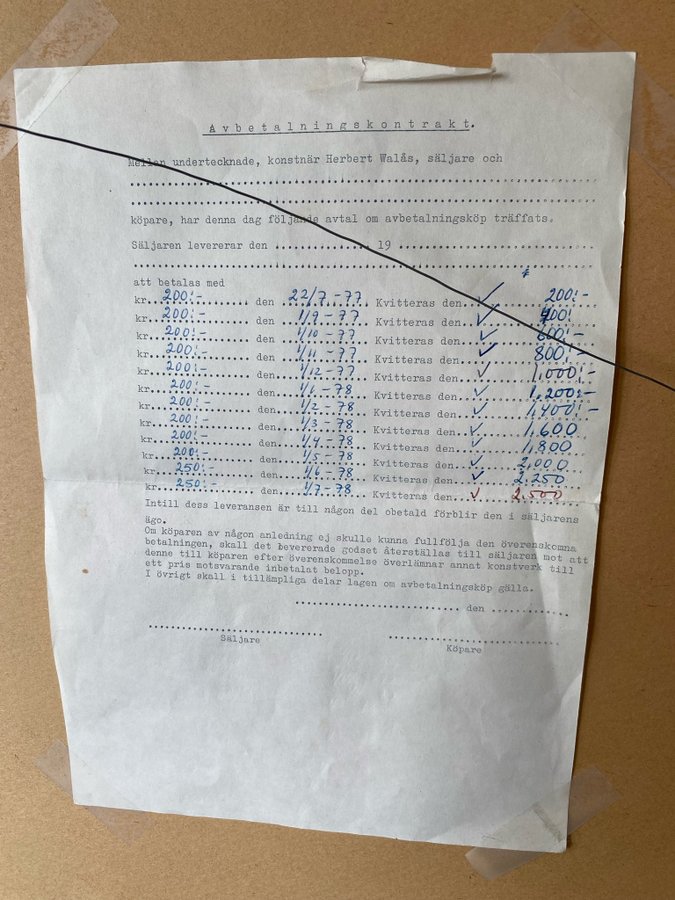 Avbetalningskontrakt.
Mellan undertecknade, konstnär Herbert Walås, säljare och
köpare, har denna dag följande avtal om avbetalningsköp träffats.
Säljaren levererar den .............. 19 ..............................
att betalas med
kr. 200:- den 22/7-77 Kvitteras den ✓ 200:-
kr. 200:- den 1/9-77 Kvitteras den ✓ 400:
kr. 200:- den 1/10-77 Kvitteras den ✓ 600:-
kr. 200:- den 1/11-77 Kvitteras den ✓ 800:-
kr. 200:- den 1/12-77 Kvitteras den ✓ 1,000:-
kr. 200:- den 1/1-78 Kvitteras den ✓ 1,200:-
kr. 200:- den 1/2-78 Kvitteras den ✓ 1,400:-
kr. 200:- den 1/3-78 Kvitteras den ✓ 1,600
kr. 200:- den 1/4-78 Kvitteras den ✓ 1,800
kr. 200:- den 1/5-78 Kvitteras den ✓ 2,000
kr. 250:- den 1/6-78 Kvitteras den ✓ 2,250
kr. 250:- den 1/7-78 Kvitteras den ✓ 2,500
Intill dess leveransen är till någon del obetald förblir den i säljarens
ägo.
Om köparen av någon anledning ej skulle kunna fullfölja den överenskomna
betalningen, skall det bevererade godset återställas till säljaren mot att
denne till köparen efter överenskommelse överlämnar annat konstverk till
ett pris motsvarande inbetalat belopp.
I övrigt skall i tillämpliga delar lagen om avbetalningsköp gälla.
.............................. den ..............
Säljare Köpare